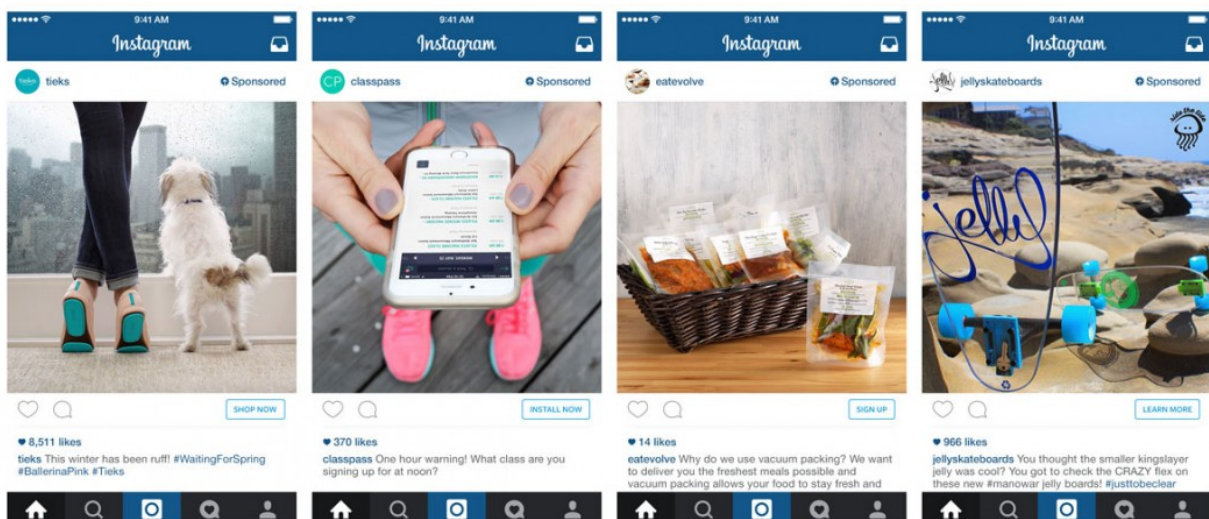 9:41 AM
Instagram
tieks
Sponsored
SHOP NOW
8,511 likes
tieks This winter has been ruff! #WaitingForSpring
#BallerinaPink #Tieks
9:41 AM
Instagram
CP
classpass
Sponsored
INSTALL NOW
370 likes
classpass One hour warning! What class are you
signing up for at noon?
9:41 AM
Instagram
eatevolve
Sponsored
SIGN UP
14 likes
eatevolve Why do we use vacuum packing? We want
to deliver you the freshest meals possible and
vacuum packing allows your food to stay fresh and
9:41 AM
Instagram
jellyskateboards
Sponsored
ride the tide
jelly
LEARN MORE
966 likes
jellyskateboards You thought the smaller kingslayer
jelly was cool? You got to check the CRAZY flex on
these new #manowar jelly boards! #justtobeclear